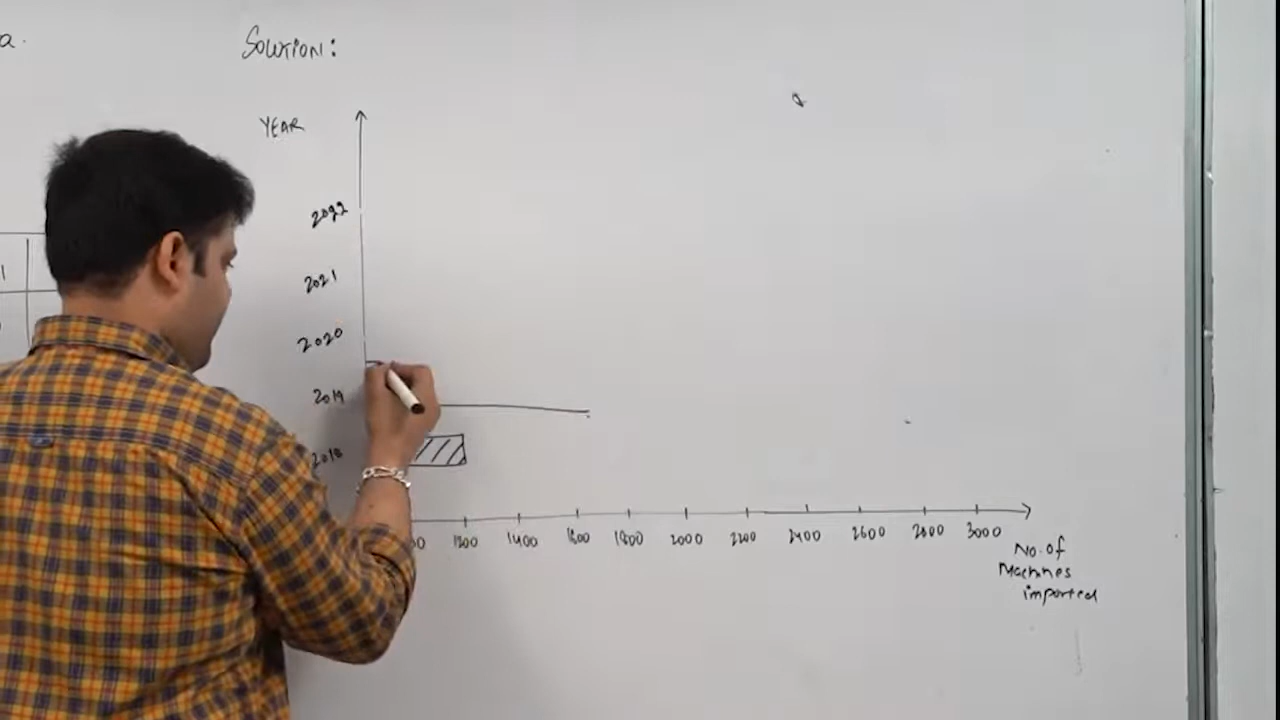 a.
SOLUTION:
YEAR
2022
2021
2020
2019
2018
1200 1400 1600 1800 2000 2200 2400 2600 2800 3000
No. of
Machines
imported